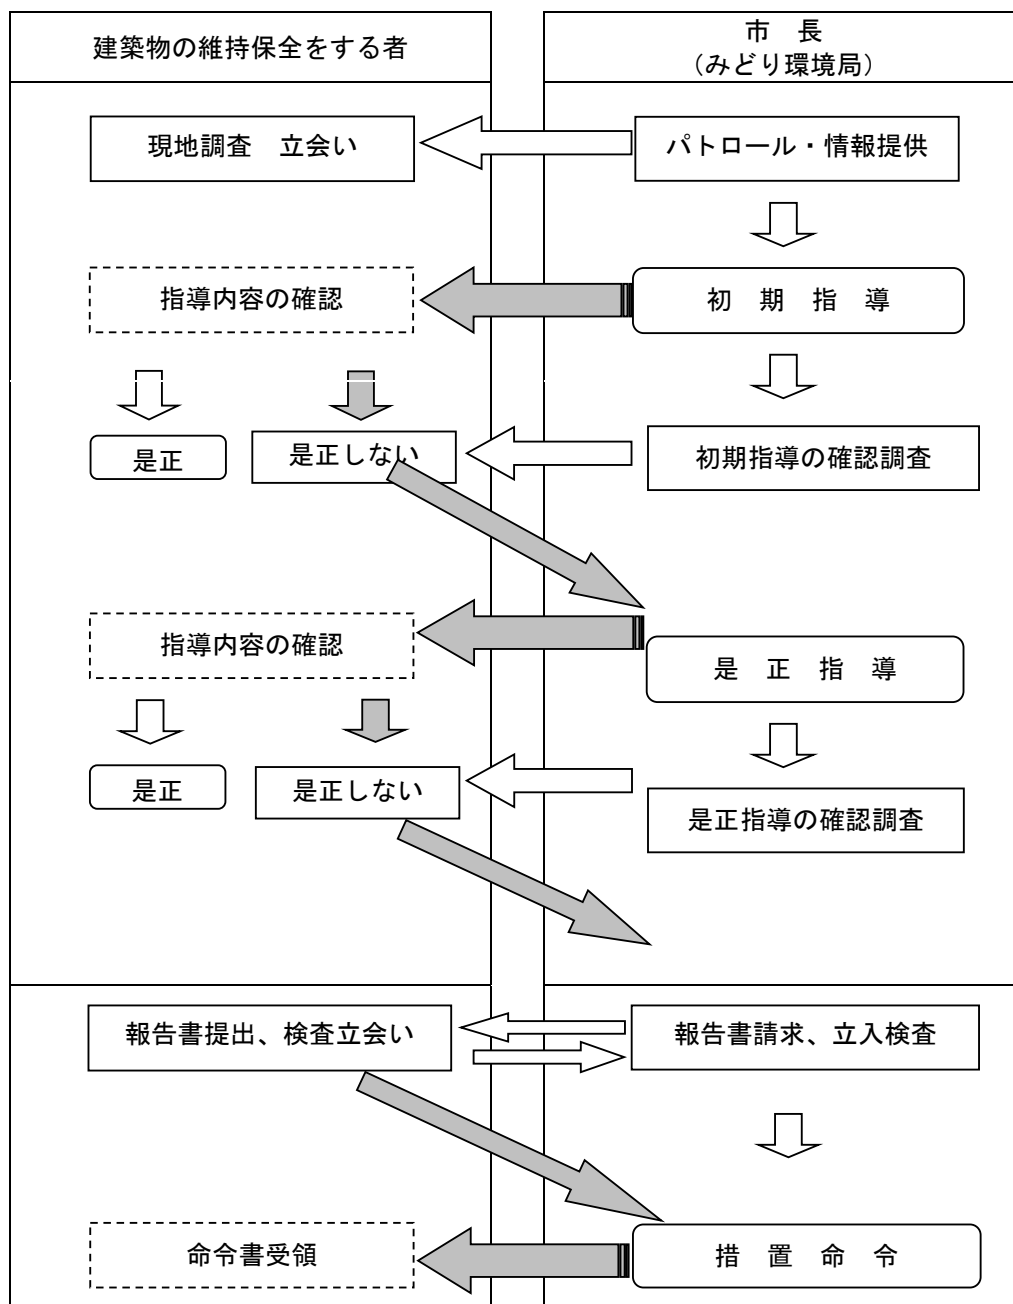 建築物の維持保全をする者
市　長
（みどり環境局）
現地調査　立会い
パトロール・情報提供
指導内容の確認
初　期　指　導
是正
是正しない
初期指導の確認調査
指導内容の確認
是　正　指　導
是正
是正しない
是正指導の確認調査
報告書提出、検査立会い
報告書請求、立入検査
命令書受領
措　置　命　令